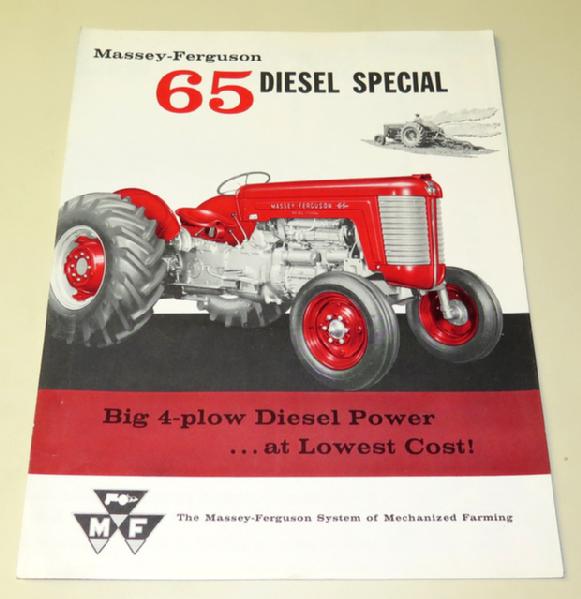 Massey-Ferguson
65 DIESEL SPECIAL
MASSEY-FERGUSON 65
Big 4-plow Diesel Power
...at Lowest Cost!
M F
The Massey-Ferguson System of Mechanized Farming